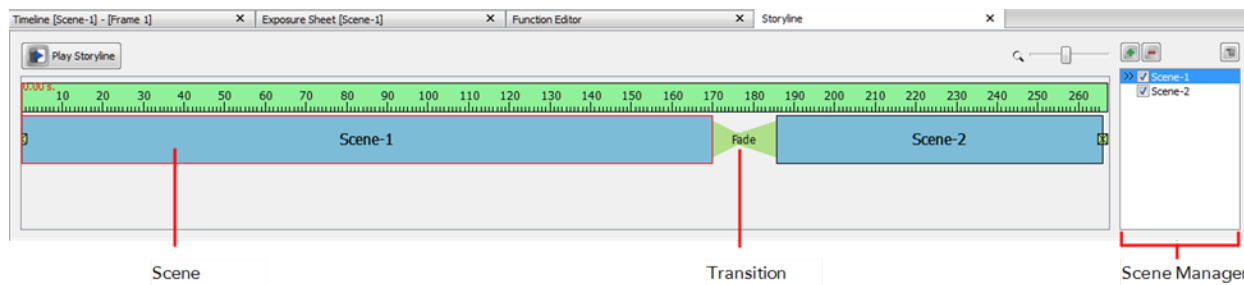 Timeline [Scene-1] - [Frame 1] Exposure Sheet [Scene-1] Function Editor Storyline
Play Storyline
0.00 s.
10 20 30 40 50 60 70 80 90 100 110 120 130 140 150 160 170 180 190 200 210 220 230 240 250 260
Scene-1 Fade Scene-2
Scene-1
Scene-2
Scene Transition Scene Manager